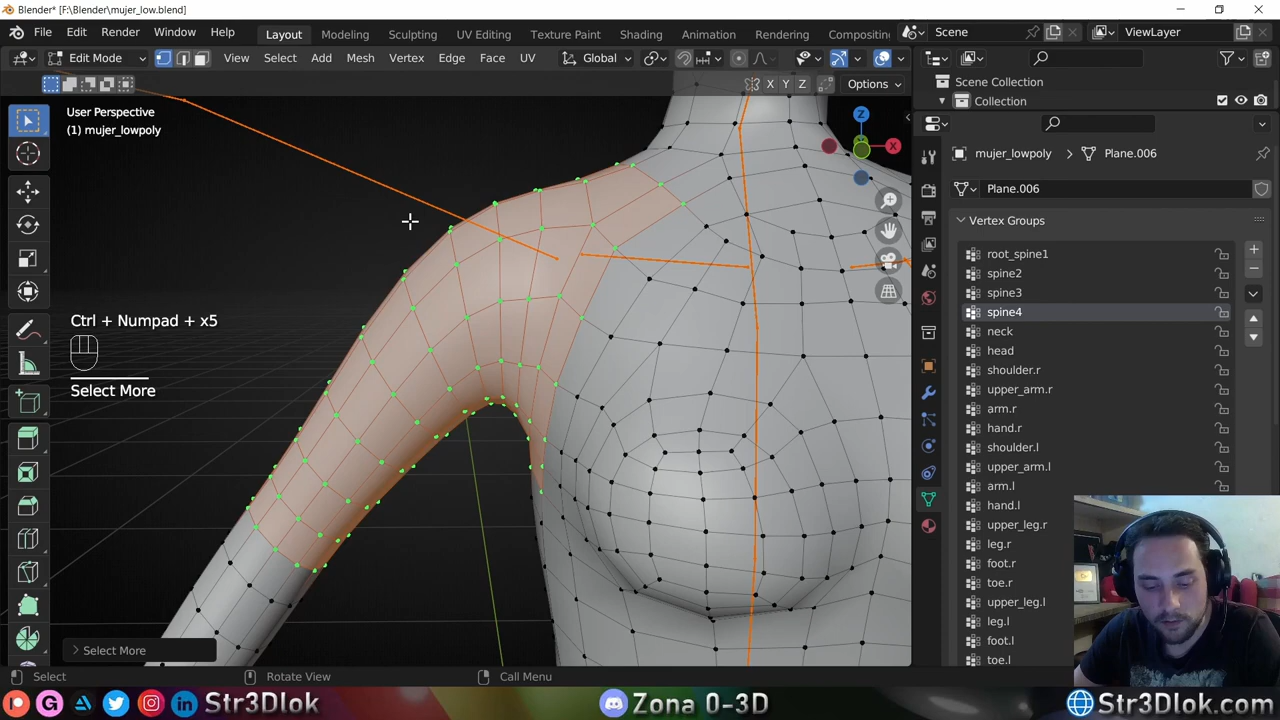 Blender* [F:\Blender\mujer_low.blend]
File Edit Render Window Help Layout Modeling Sculpting UV Editing Texture Paint Shading Animation Rendering Compositing Scene ViewLayer
Edit Mode View Select Add Mesh Vertex Edge Face UV Global
X Y Z Options
User Perspective
(1) mujer_lowpoly
Z
X
Ctrl + Numpad + x5
Select More
Select More
Scene Collection
Collection
mujer_lowpoly Plane.006
Plane.006
Vertex Groups
root_spine1
spine2
spine3
spine4
neck
head
shoulder.r
upper_arm.r
arm.r
hand.r
shoulder.l
upper_arm.l
arm.l
hand.l
upper_leg.r
leg.r
foot.r
toe.r
upper_leg.l
leg.l
foot.l
toe.l
Select Rotate View Call Menu
Str3Dlok Zona 0-3D Str3Dlok.com